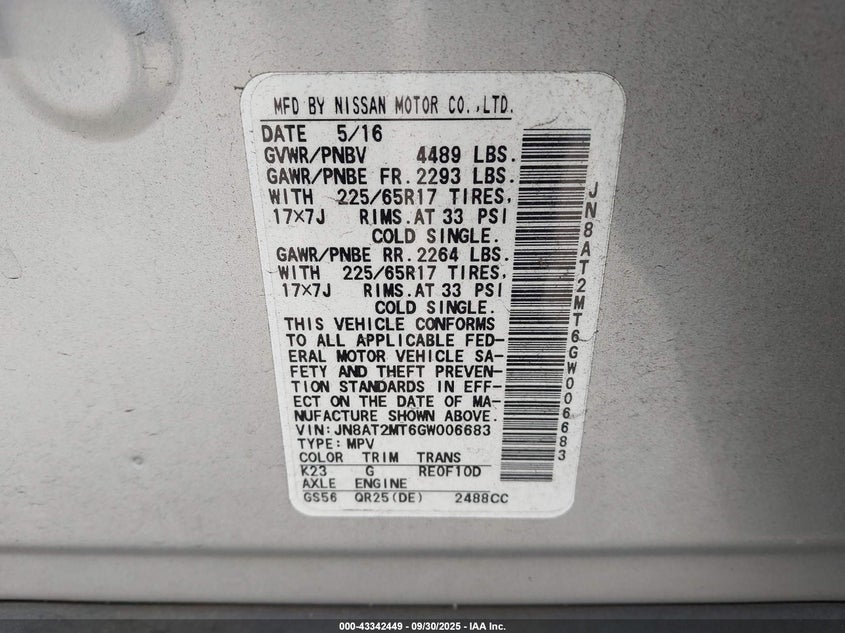 MFD BY NISSAN MOTOR CO.,LTD.
DATE 5/16
GVWR/PNBV 4489 LBS.
GAWR/PNBE FR.2293 LBS.
WITH 225/65R17 TIRES,
17×7J RIMS.AT 33 PSI
COLD SINGLE.
GAWR/PNBE RR.2264 LBS.
WITH 225/65R17 TIRES,
17×7J RIMS.AT 33 PSI
COLD SINGLE.
THIS VEHICLE CONFORMS
TO ALL APPLICABLE FED-
ERAL MOTOR VEHICLE SA-
FETY AND THEFT PREVEN-
TION STANDARDS IN EFF-
ECT ON THE DATE OF MA-
NUFACTURE SHOWN ABOVE.
VIN:JN8AT2MT6GW006683
TYPE:MPV
COLOR TRIM TRANS
K23 G RE0F10D
AXLE ENGINE
GS56 QR25(DE) 2488CC
JN8AT2MT6GW006683
000-43342449 — 09/30/2025 — IAA Inc.